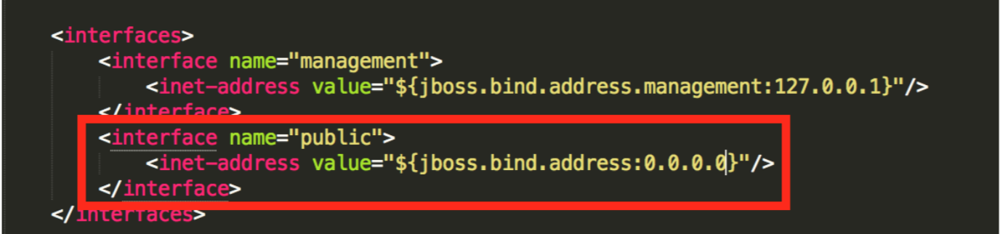 <interfaces>
<interface name="management">
<inet-address value="${jboss.bind.address.management:127.0.0.1}"/>
</interface>
<interface name="public">
<inet-address value="${jboss.bind.address:0.0.0.0}"/>
</interface>
</interfaces>